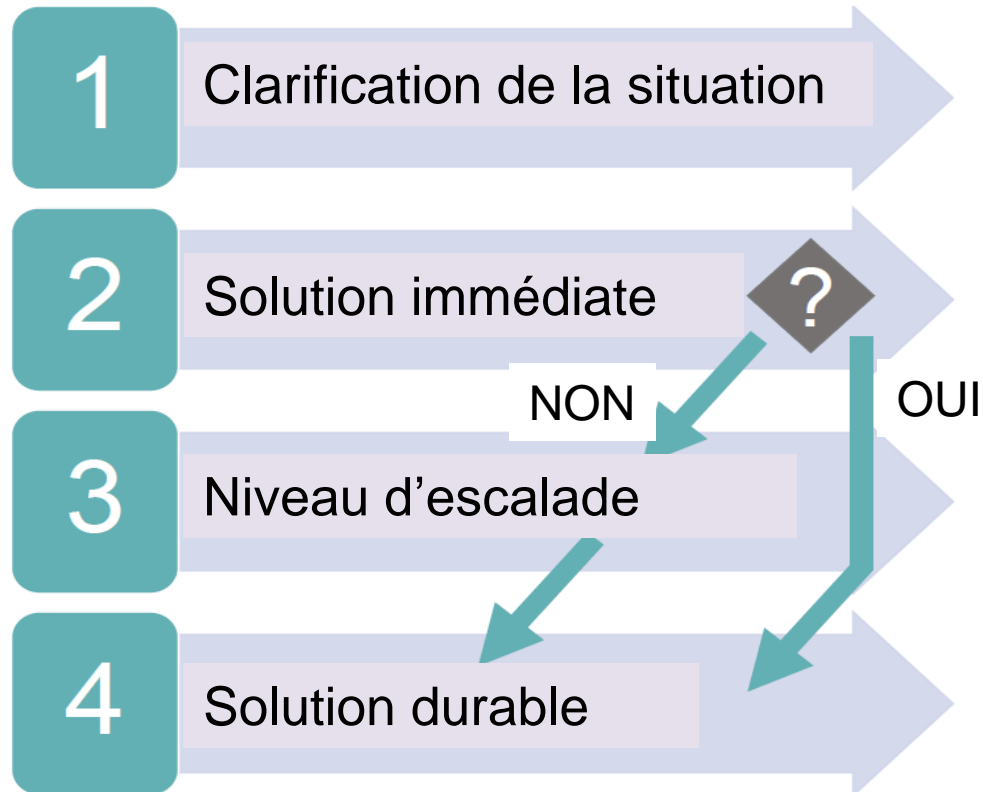 1
Clarification de la situation
2
Solution immédiate
?
NON
OUI
3
Niveau d’escalade
4
Solution durable